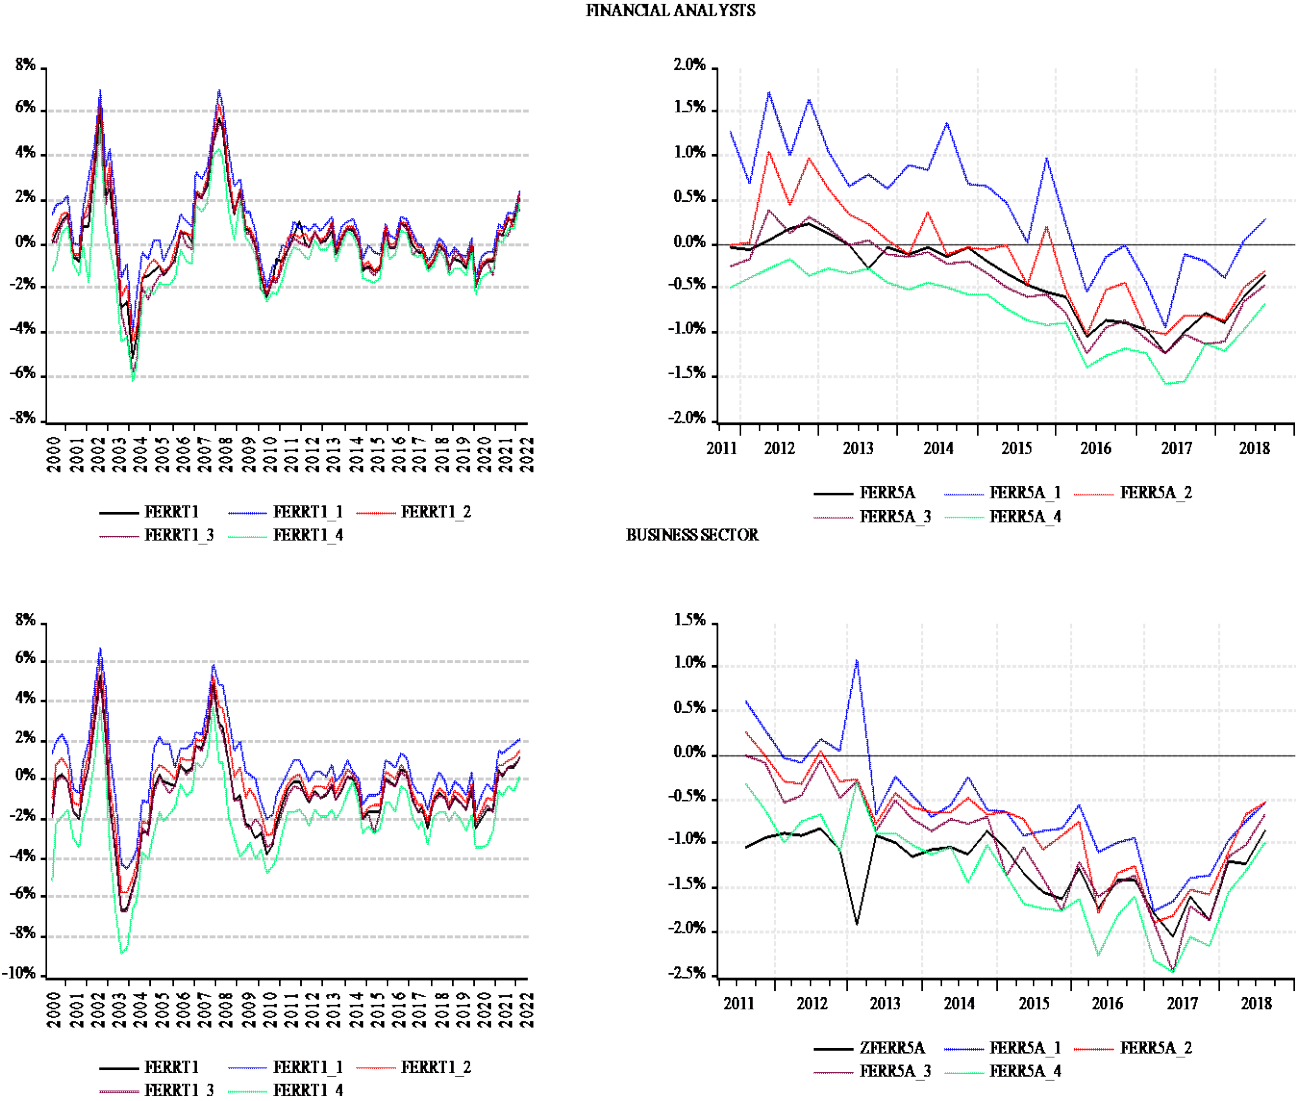 FINANCIAL ANALYSTS
8%
6%
4%
2%
0%
-2%
-4%
-6%
-8%
2000 2001 2002 2003 2004 2005 2006 2007 2008 2009 2010 2011 2012 2013 2014 2015 2016 2017 2018 2019 2020 2021 2022
FERRT1 FERRT1_1 FERRT1_2
FERRT1_3 FERRT1_4
2.0%
1.5%
1.0%
0.5%
0.0%
-0.5%
-1.0%
-1.5%
-2.0%
2011 2012 2013 2014 2015 2016 2017 2018
FERR5A FERR5A_1 FERR5A_2
FERR5A_3 FERR5A_4
BUSINESS SECTOR
8%
6%
4%
2%
0%
-2%
-4%
-6%
-8%
-10%
2000 2001 2002 2003 2004 2005 2006 2007 2008 2009 2010 2011 2012 2013 2014 2015 2016 2017 2018 2019 2020 2021 2022
FERRT1 FERRT1_1 FERRT1_2
FERRT1_3 FERRT1_4
1.5%
1.0%
0.5%
0.0%
-0.5%
-1.0%
-1.5%
-2.0%
-2.5%
2011 2012 2013 2014 2015 2016 2017 2018
ZFERR5A FERR5A_1 FERR5A_2
FERR5A_3 FERR5A_4